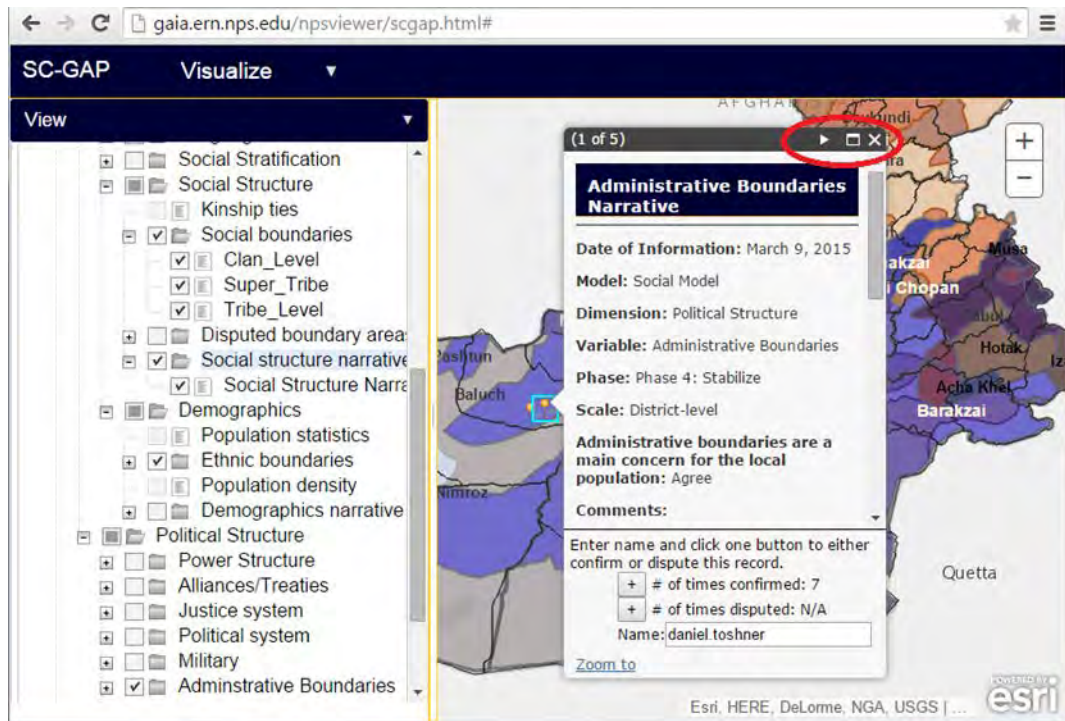 gaia.ern.nps.edu/npsviewer/scgap.html#
SC-GAP Visualize
View
Social Stratification
Social Structure
Kinship ties
Social boundaries
Clan_Level
Super_Tribe
Tribe_Level
Disputed boundary area
Social structure narrative
Social Structure Narra
Demographics
Population statistics
Ethnic boundaries
Population density
Demographics narrative
Political Structure
Power Structure
Alliances/Treaties
Justice system
Political system
Military
Adminstrative Boundaries
(1 of 5)
Administrative Boundaries
Narrative
Date of Information: March 9, 2015
Model: Social Model
Dimension: Political Structure
Variable: Administrative Boundaries
Phase: Phase 4: Stabilize
Scale: District-level
Administrative boundaries are a
main concern for the local
population: Agree
Comments:
Enter name and click one button to either
confirm or dispute this record.
+ # of times confirmed: 7
+ # of times disputed: N/A
Name: daniel.toshner
Zoom to
AFGHA
+
−
Musa
akzai
i Chopan
Hotak
Iz
Acha Khel
Barakzai
Pashtun
Baluch
Nimroz
Quetta
Esri, HERE, DeLorme, NGA, USGS | ...
POWERED BY
esri